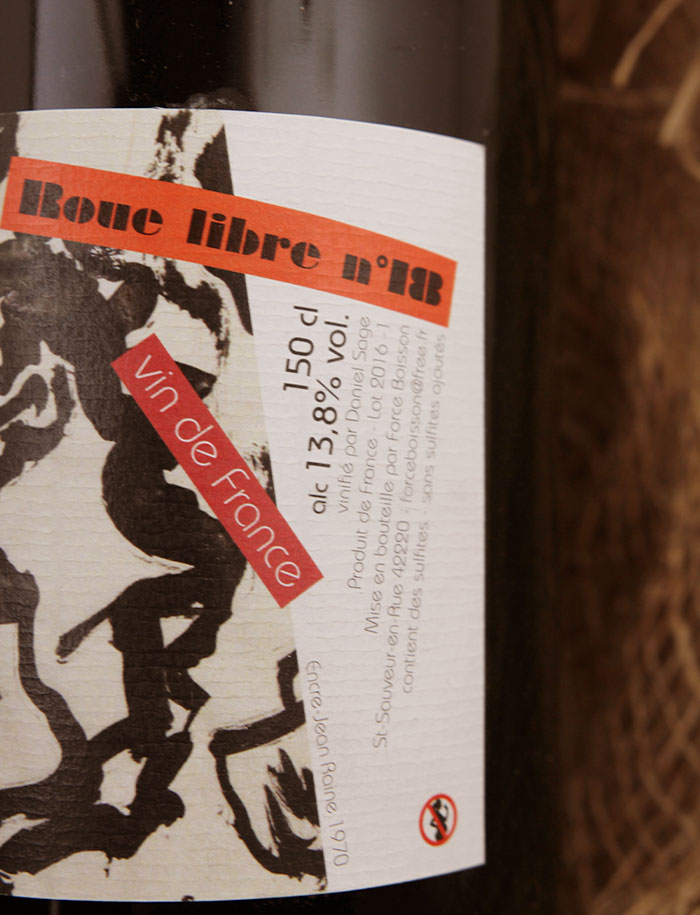 Roue libre n°18
vin de France
150 cl
alc 13,8% vol.
vinifié par Daniel Sage
Produit de France - Lot 2016 - 1
Mise en bouteille par Force Boisson
St-Sauveur-en-Rue 42220 : forceboisson@free.fr
contient des sulfites - sans sulfites ajoutés
Encre Jean Raine 1970